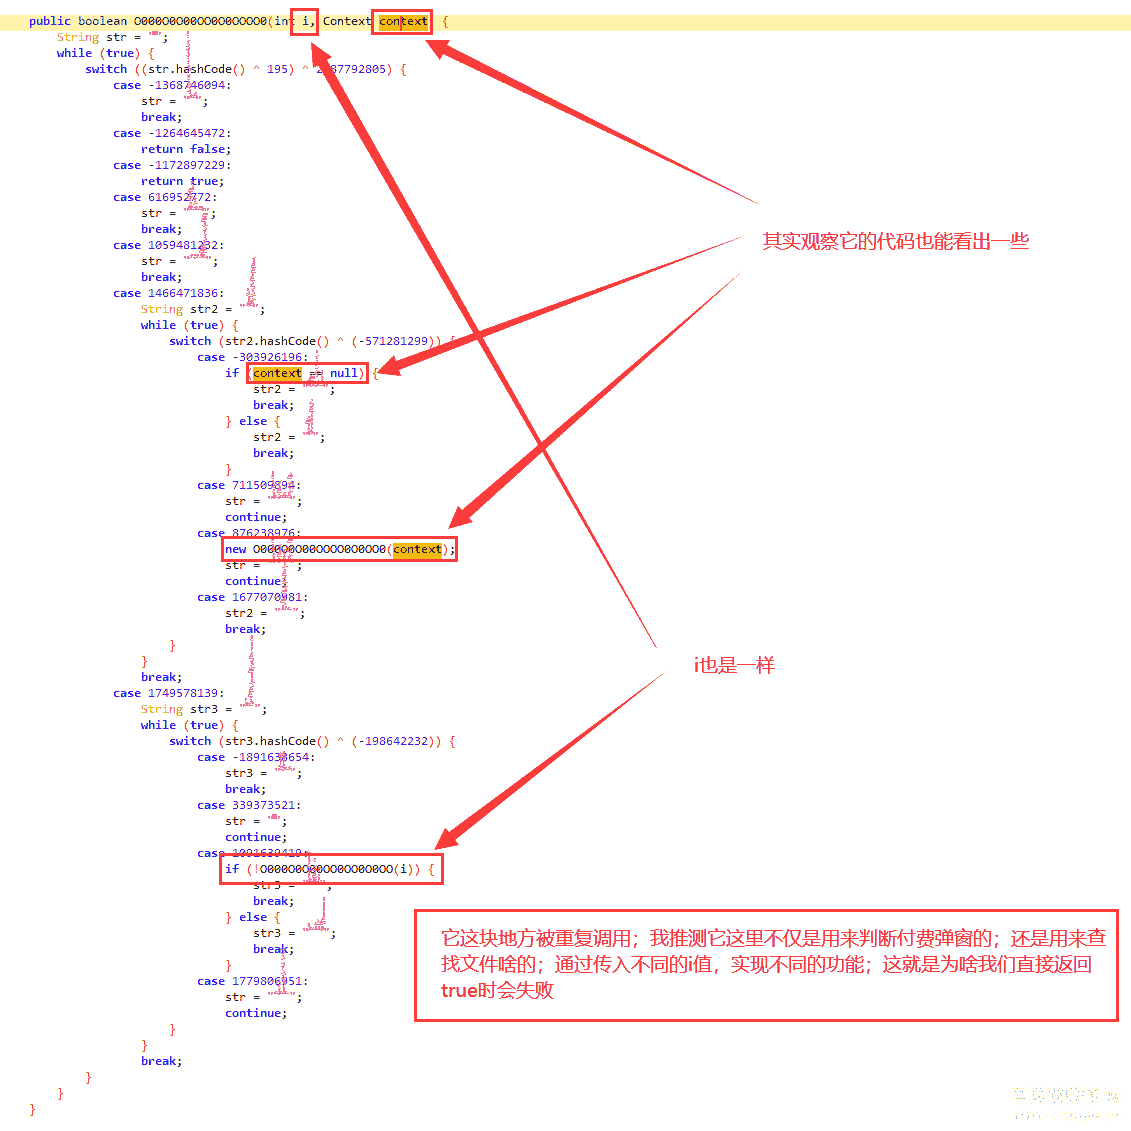 public boolean O0000O000OO0O0OOOOO0(int i, Context context) {
String str = "";
while (true) {
switch ((str.hashCode() ^ 195) ^ 2087792805) {
case -1368746094:
str = "";
break;
case -1264645472:
return false;
case -1172897229:
return true;
case 616952772:
str = "";
break;
case 1059481232:
str = "";
break;
case 1466471836:
String str2 = "";
while (true) {
switch (str2.hashCode() ^ (-571281299)) {
case -303926196:
if (context == null) {
str2 = "";
break;
} else {
str2 = "";
break;
}
case 711509894:
str = "";
continue;
case 876238976:
new (context);
str = "";
continue;
case 1677070981:
str2 = "";
break;
}
}
break;
case 1749578139:
String str3 = "";
while (true) {
switch (str3.hashCode() ^ (-198642232)) {
case -1891638654:
str3 = "";
break;
case 339373521:
str = "";
continue;
case 1091639419:
if (! (i)) {
str3 = "";
break;
} else {
str3 = "";
break;
}
case 1779806951:
str = "";
continue;
}
}
break;
}
}
}
其实观察它的代码也能看出一些
i也是一样
它这块地方被重复调用；我推测它这里不仅是用来判断付费弹窗的；还是用来查
找文件啥的；通过传入不同的i值，实现不同的功能；这就是为啥我们直接返回
true时会失败